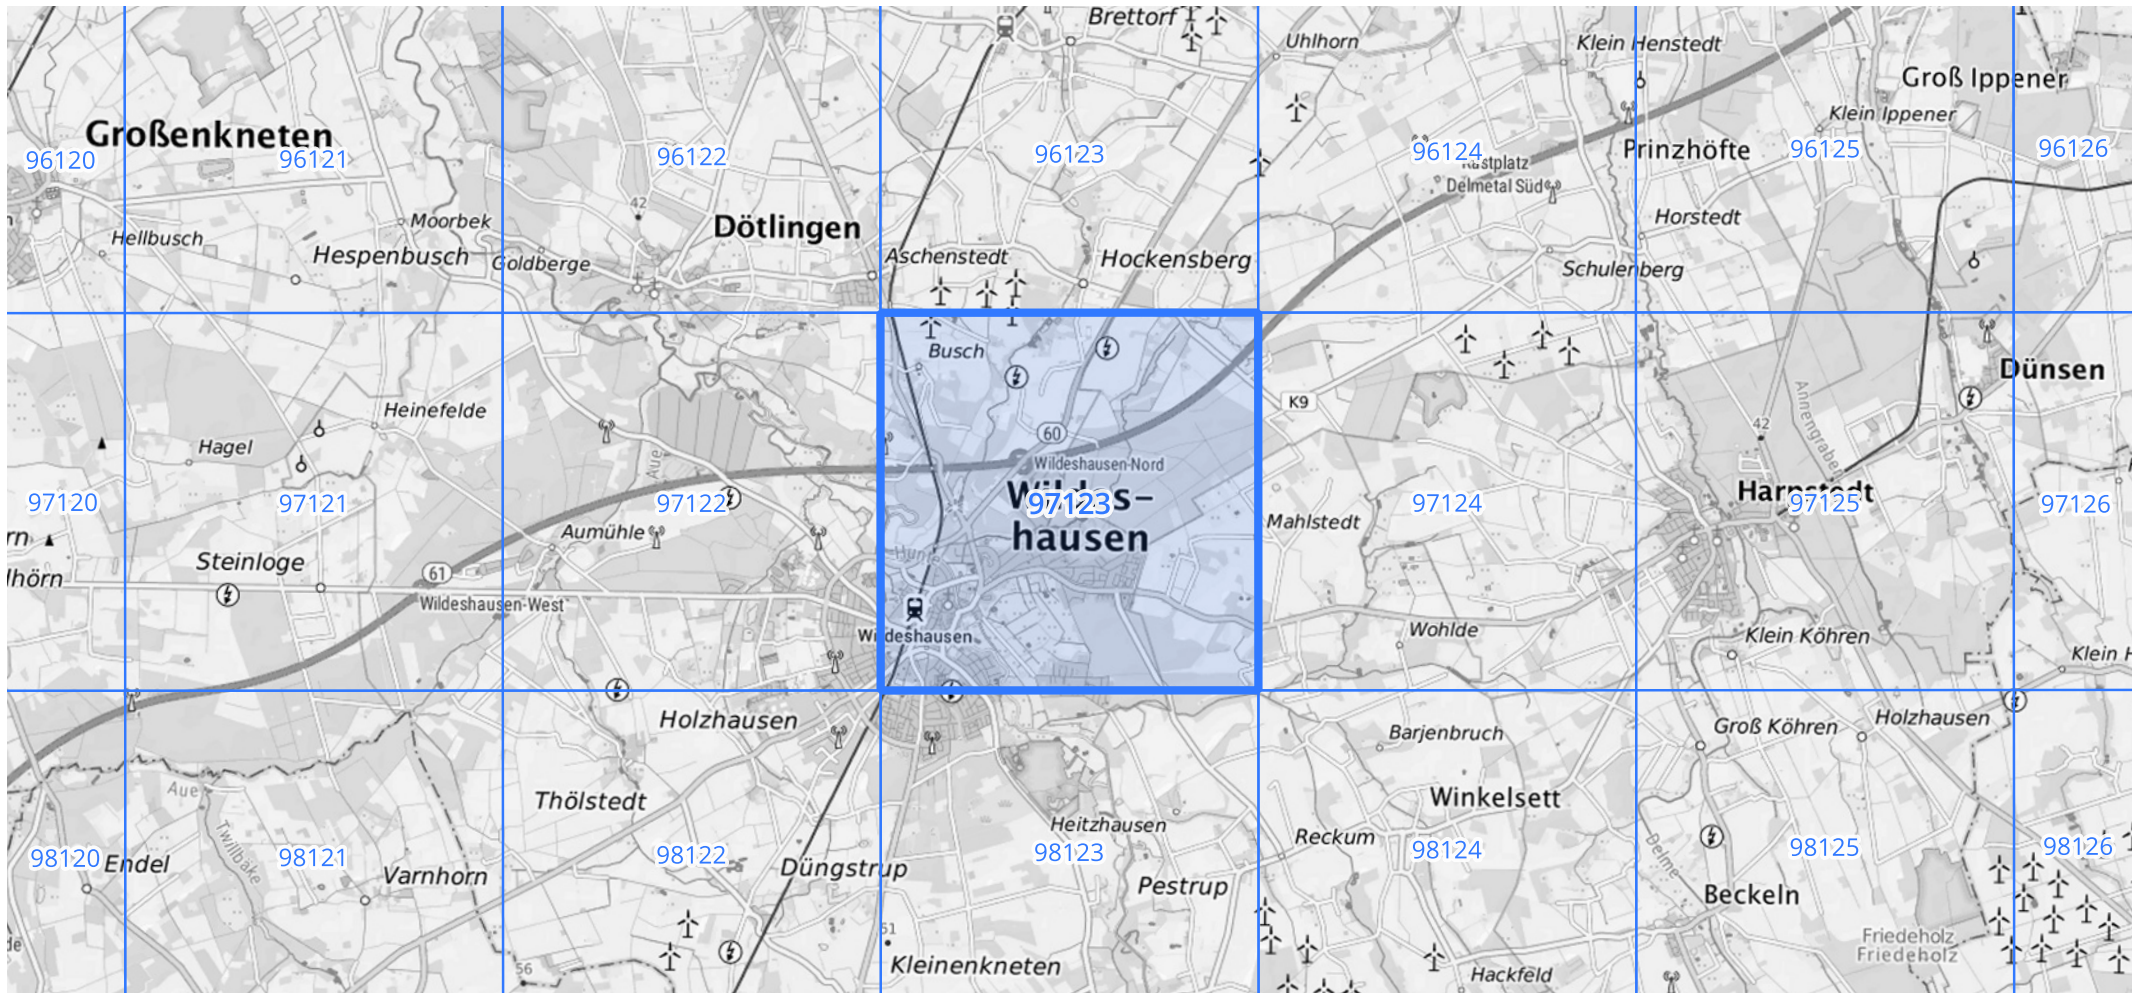 Brettorf
Uhlhorn
Klein Henstedt
Groß Ippener
Klein Ippener
Großenkneten
96120
96121
96122
96123
96124
96125
96126
Rastplatz
Delmetal Süd
Prinzhöfte
42
Moorbek
Hellbusch
Hespenbusch
Goldberge
Dötlingen
Aschenstedt
Hockensberg
Horstedt
Schulenberg
Busch
K9
Dünsen
Annengraben
Heinefelde
Hagel
Aue
60
Wildeshausen-Nord
42
97120
97121
97122
97123
97124
97125
97126
Wildes-
hausen
Harpstedt
Mahlstedt
Aumühle
Steinloge
61
Wildeshausen-West
Wildeshausen
Wohlde
Klein Köhren
Holzhausen
Barjenbruch
Groß Köhren
Holzhausen
Aue
Twillbäke
Thölstedt
Winkelsett
Heitzhausen
Reckum
Delme
98120
98121
98122
98123
98124
98125
98126
Endel
Varnhorn
Düngstrup
Pestrup
Beckeln
Kleinenkneten
56
Hackfeld
Friedeholz
Friedeholz